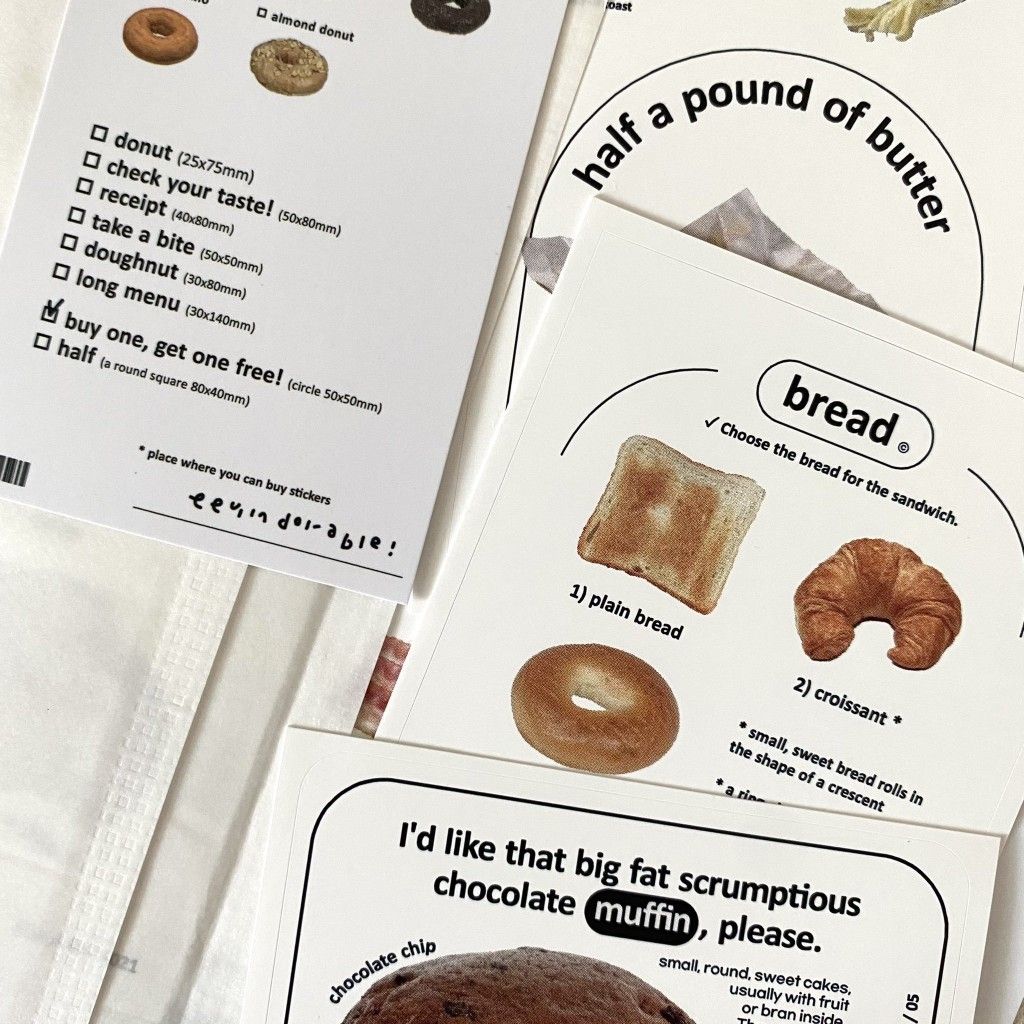 almond donut
donut (25x75mm)
check your taste! (50x80mm)
receipt (40x80mm)
take a bite (50x50mm)
doughnut (30x80mm)
long menu (30x140mm)
buy one, get one free! (circle 50x50mm)
half (a round square 80x40mm)
* place where you can buy stickers
half a pound of butter
bread ©
✓ Choose the bread for the sandwich.
1) plain bread
2) croissant *
* small, sweet bread rolls in
the shape of a crescent
* a
I'd like that big fat scrumptious
chocolate muffin, please.
chocolate chip
small, round, sweet cakes,
usually with fruit
or bran inside.
/ 05